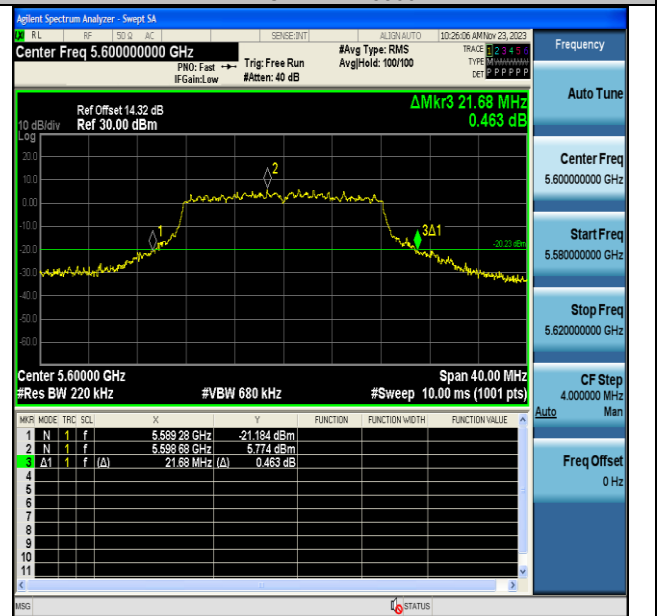 Agilent Spectrum Analyzer - Swept SA
RL RF 50 Ω AC SENSE:INT ALIGN AUTO 10:26:06 AM Nov 23, 2023
Center Freq 5.600000000 GHz
PNO: Fast
IFGain:Low
Trig: Free Run
#Atten: 40 dB
#Avg Type: RMS
Avg|Hold: 100/100
TRACE 1 2 3 4 5 6
TYPE M
DET P P P P P P
Ref Offset 14.32 dB
10 dB/div Ref 30.00 dBm
Log
ΔMkr3 21.68 MHz
0.463 dB
20.0
10.0
0.00
-10.0
-20.0
-30.0
-40.0
-50.0
-60.0
1
2
3Δ1
-20.23 dBm
Center 5.60000 GHz Span 40.00 MHz
#Res BW 220 kHz #VBW 680 kHz #Sweep 10.00 ms (1001 pts)
MKR MODE TRC SCL X Y FUNCTION FUNCTION WIDTH FUNCTION VALUE
1 N 1 f 5.589 28 GHz -21.184 dBm
2 N 1 f 5.598 68 GHz 5.774 dBm
3 Δ1 1 f (Δ) 21.68 MHz (Δ) 0.463 dB
4
5
6
7
8
9
10
11
MSG STATUS
Frequency
Auto Tune
Center Freq
5.600000000 GHz
Start Freq
5.580000000 GHz
Stop Freq
5.620000000 GHz
CF Step
4.000000 MHz
Auto Man
Freq Offset
0 Hz